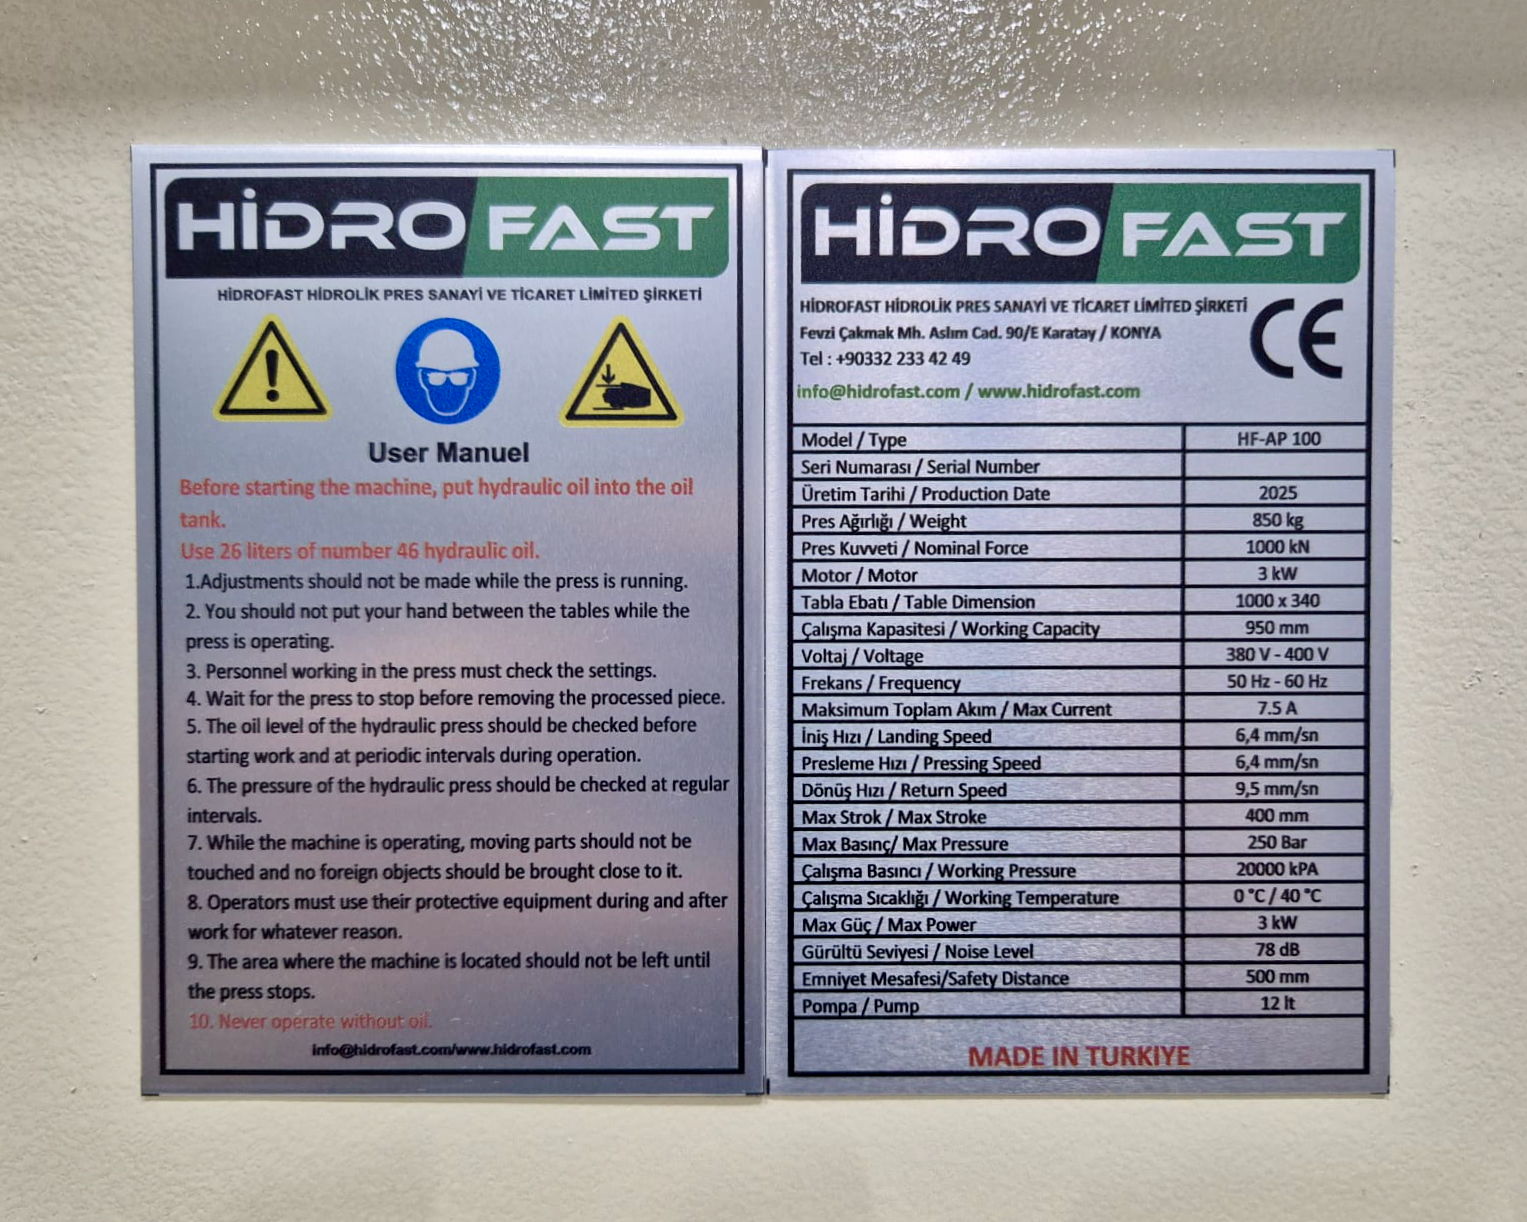 HİDROFAST
HİDROFAST HİDROLİK PRES SANAYİ VE TİCARET LİMİTED ŞİRKETİ
User Manuel
Before starting the machine, put hydraulic oil into the oil
tank.
Use 26 liters of number 46 hydraulic oil.
1.Adjustments should not be made while the press is running.
2. You should not put your hand between the tables while the
press is operating.
3. Personnel working in the press must check the settings.
4. Wait for the press to stop before removing the processed piece.
5. The oil level of the hydraulic press should be checked before
starting work and at periodic intervals during operation.
6. The pressure of the hydraulic press should be checked at regular
intervals.
7. While the machine is operating, moving parts should not be
touched and no foreign objects should be brought close to it.
8. Operators must use their protective equipment during and after
work for whatever reason.
9. The area where the machine is located should not be left until
the press stops.
10. Never operate without oil.
info@hidrofast.com/www.hidrofast.com
HİDROFAST
HİDROFAST HİDROLİK PRES SANAYİ VE TİCARET LİMİTED ŞİRKETİ
Fevzi Çakmak Mh. Aslım Cad. 90/E Karatay / KONYA
Tel : +90332 233 42 49
CE
info@hidrofast.com / www.hidrofast.com
Model / Type HF-AP 100
Seri Numarası / Serial Number
Üretim Tarihi / Production Date 2025
Pres Ağırlığı / Weight 850 kg
Pres Kuvveti / Nominal Force 1000 kN
Motor / Motor 3 kW
Tabla Ebatı / Table Dimension 1000 x 340
Çalışma Kapasitesi / Working Capacity 950 mm
Voltaj / Voltage 380 V - 400 V
Frekans / Frequency 50 Hz - 60 Hz
Maksimum Toplam Akım / Max Current 7.5 A
İniş Hızı / Landing Speed 6,4 mm/sn
Presleme Hızı / Pressing Speed 6,4 mm/sn
Dönüş Hızı / Return Speed 9,5 mm/sn
Max Strok / Max Stroke 400 mm
Max Basınç/ Max Pressure 250 Bar
Çalışma Basıncı / Working Pressure 20000 kPA
Çalışma Sıcaklığı / Working Temperature 0 °C / 40 °C
Max Güç / Max Power 3 kW
Gürültü Seviyesi / Noise Level 78 dB
Emniyet Mesafesi/Safety Distance 500 mm
Pompa / Pump 12 lt
MADE IN TURKIYE